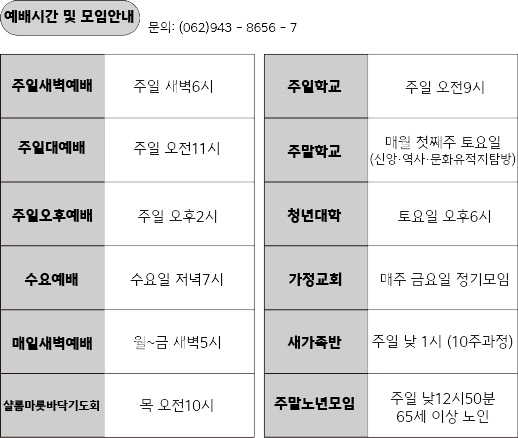 예배시간 및 모임안내
문의: (062)943 - 8656 - 7
주일새벽예배 주일 새벽6시
주일대예배 주일 오전11시
주일오후예배 주일 오후2시
수요예배 수요일 저녁7시
매일새벽예배 월~금 새벽5시
샬롬마룻바닥기도회 목 오전10시
주일학교 주일 오전9시
주말학교 매월 첫째주 토요일
(신앙·역사·문화유적지탐방)
청년대학 토요일 오후6시
가정교회 매주 금요일 정기모임
새가족반 주일 낮 1시 (10주과정)
주말노년모임 주일 낮12시50분
65세 이상 노인